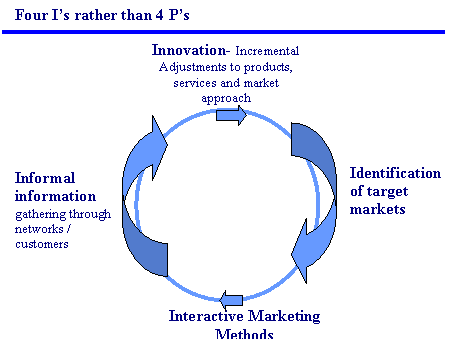 Four I's rather than 4 P's
Innovation- Incremental
Adjustments to products,
services and market
approach
Identification
of target
markets
Interactive Marketing
Methods
Informal
information
gathering through
networks /
customers